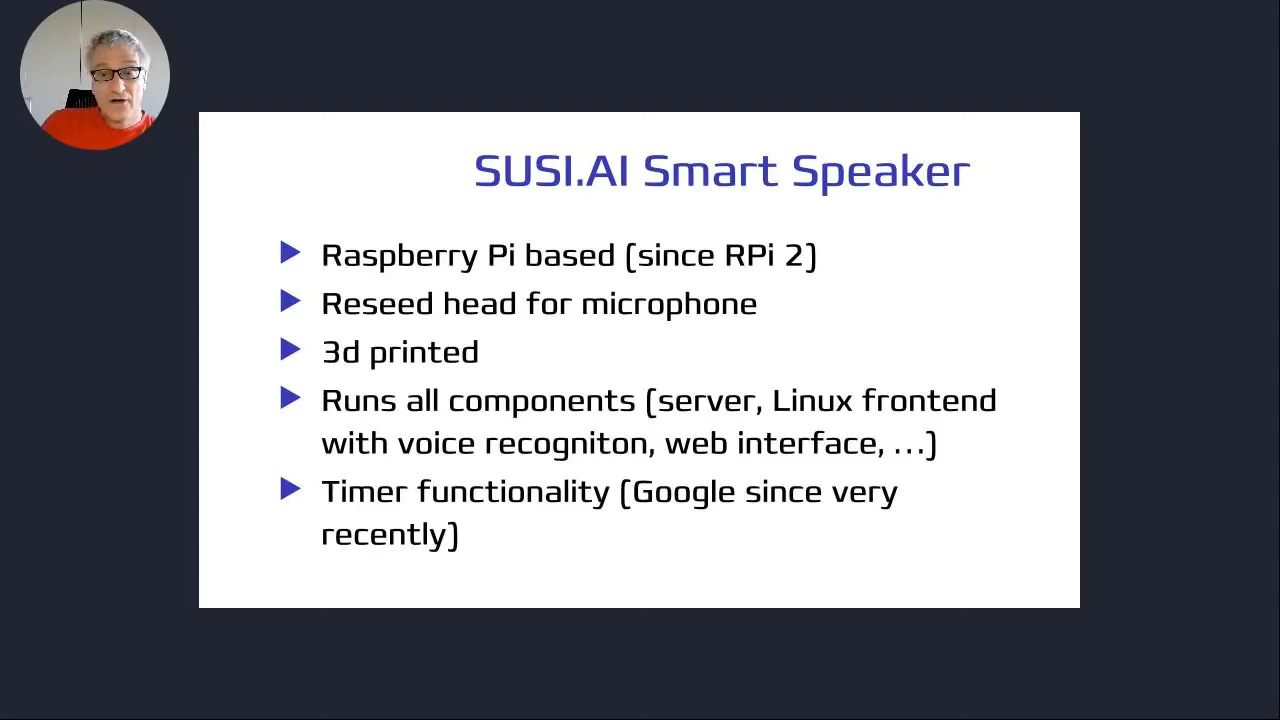 SUSI.AI Smart Speaker
Raspberry Pi based (since RPi 2)
Reseed head for microphone
3d printed
Runs all components (server, Linux frontend
with voice recogniton, web interface, ...)
Timer functionality (Google since very
recently)